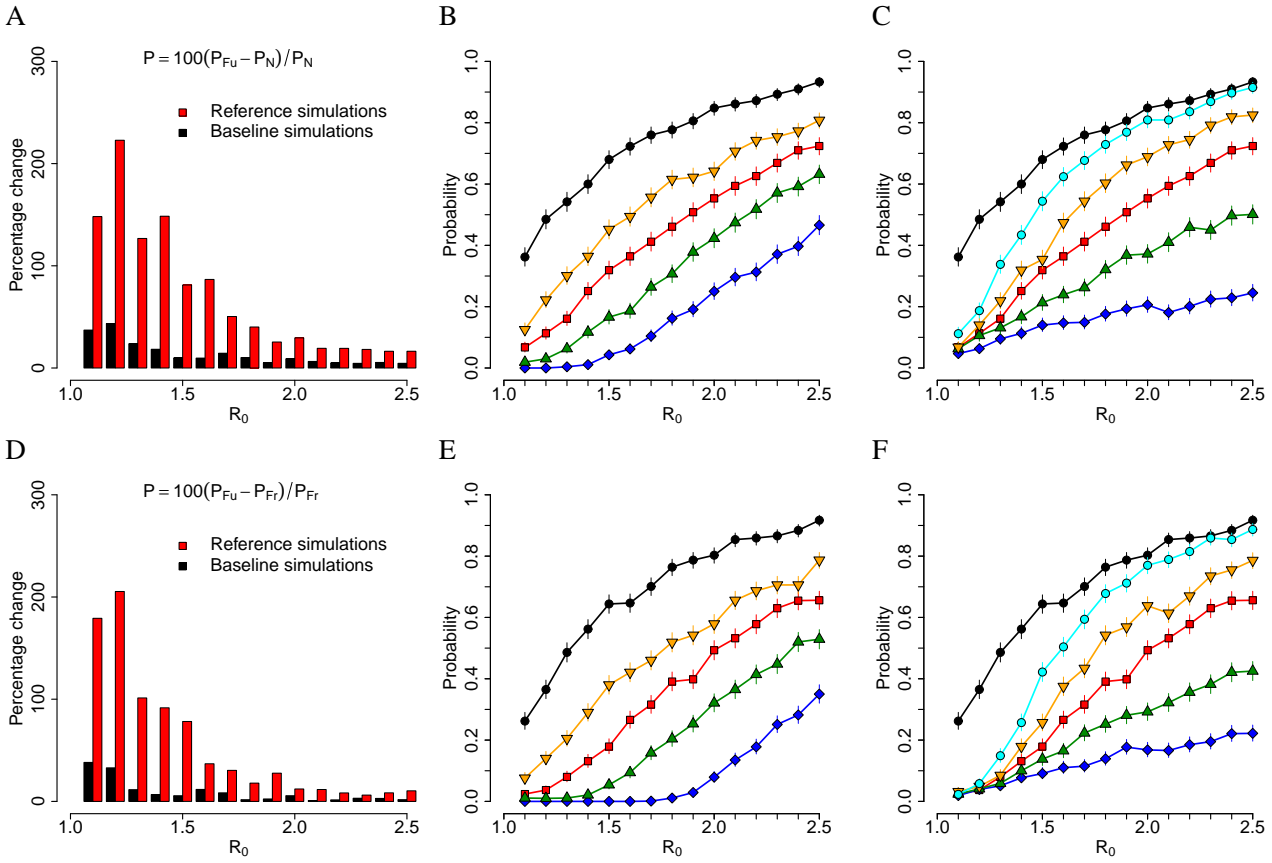 A
P = 100(P_Fu − P_N)/P_N
Reference simulations
Baseline simulations
Percentage change
300
200
100
0
1.0 1.5 2.0 2.5
R_0
B
Probability
1.0
0.8
0.6
0.4
0.2
0.0
1.0 1.5 2.0 2.5
R_0
C
Probability
1.0
0.8
0.6
0.4
0.2
0.0
1.0 1.5 2.0 2.5
R_0
D
P = 100(P_Fu − P_Fr)/P_Fr
Reference simulations
Baseline simulations
Percentage change
300
200
100
0
1.0 1.5 2.0 2.5
R_0
E
Probability
1.0
0.8
0.6
0.4
0.2
0.0
1.0 1.5 2.0 2.5
R_0
F
Probability
1.0
0.8
0.6
0.4
0.2
0.0
1.0 1.5 2.0 2.5
R_0